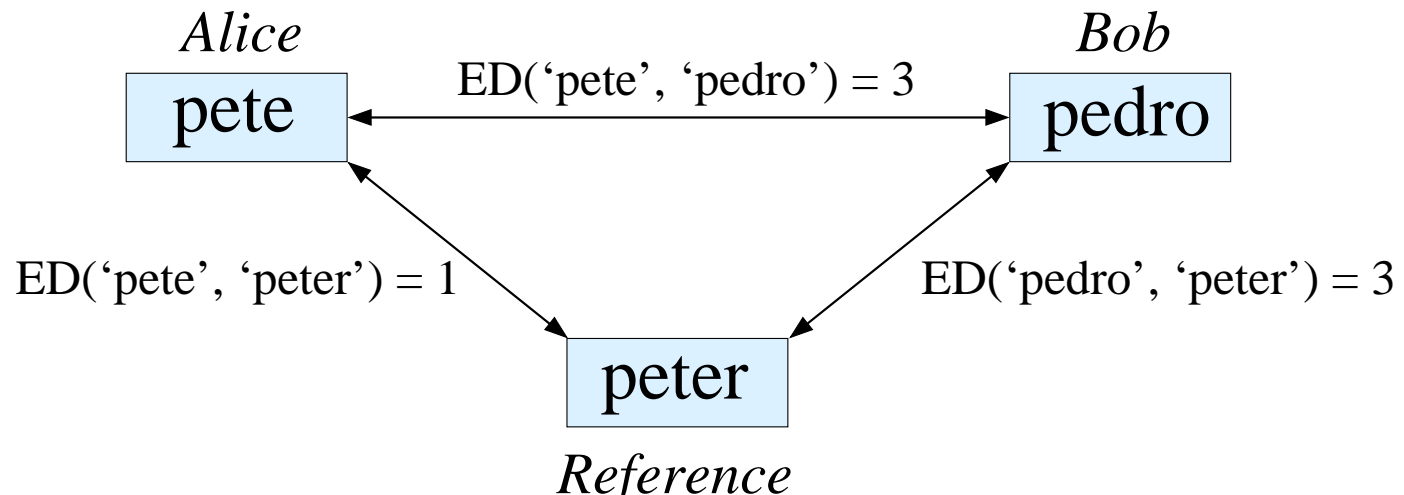 Alice
Bob
ED(‘pete’, ‘pedro’) = 3
pete
pedro
ED(‘pete’, ‘peter’) = 1
ED(‘pedro’, ‘peter’) = 3
peter
Reference